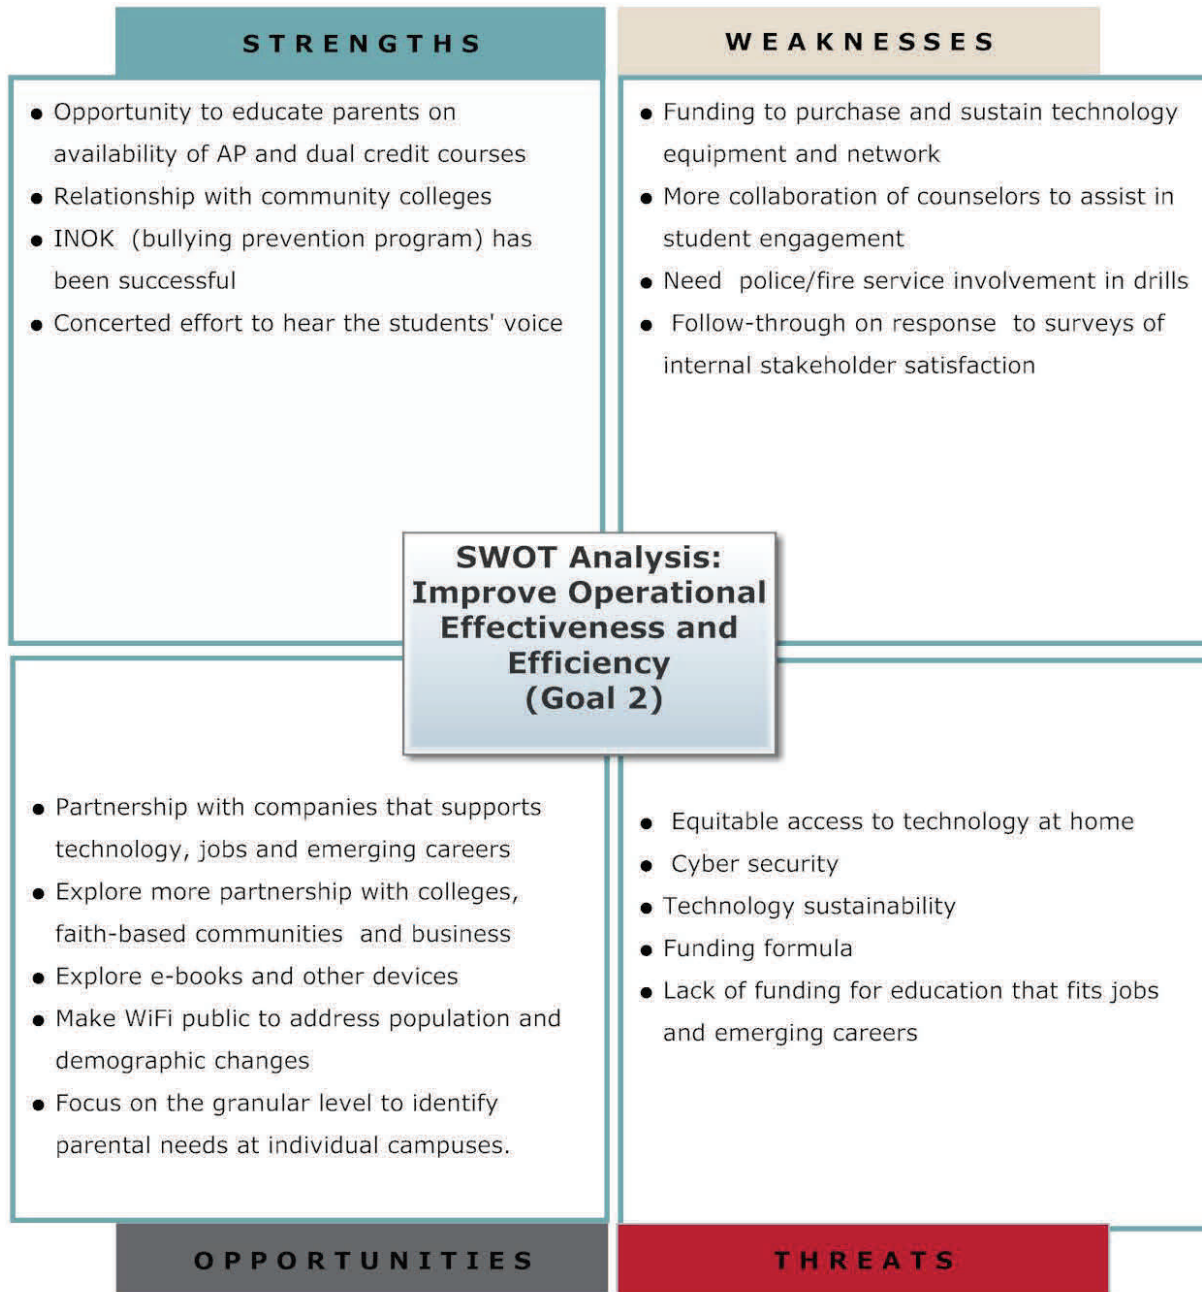 STRENGTHS
● Opportunity to educate parents on
availability of AP and dual credit courses
● Relationship with community colleges
● INOK (bullying prevention program) has
been successful
● Concerted effort to hear the students' voice
WEAKNESSES
● Funding to purchase and sustain technology
equipment and network
● More collaboration of counselors to assist in
student engagement
● Need police/fire service involvement in drills
● Follow-through on response to surveys of
internal stakeholder satisfaction
SWOT Analysis:
Improve Operational
Effectiveness and
Efficiency
(Goal 2)
● Partnership with companies that supports
technology, jobs and emerging careers
● Explore more partnership with colleges,
faith-based communities and business
● Explore e-books and other devices
● Make WiFi public to address population and
demographic changes
● Focus on the granular level to identify
parental needs at individual campuses.
OPPORTUNITIES
● Equitable access to technology at home
● Cyber security
● Technology sustainability
● Funding formula
● Lack of funding for education that fits jobs
and emerging careers
THREATS